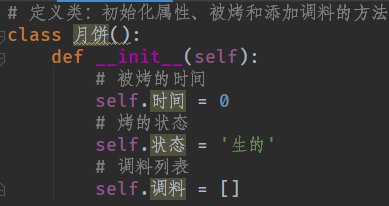 # 定义类：初始化属性、被烤和添加调料的方法
class 月饼():
def __init__(self):
# 被烤的时间
self.时间 = 0
# 烤的状态
self.状态 = '生的'
# 调料列表
self.调料 = []